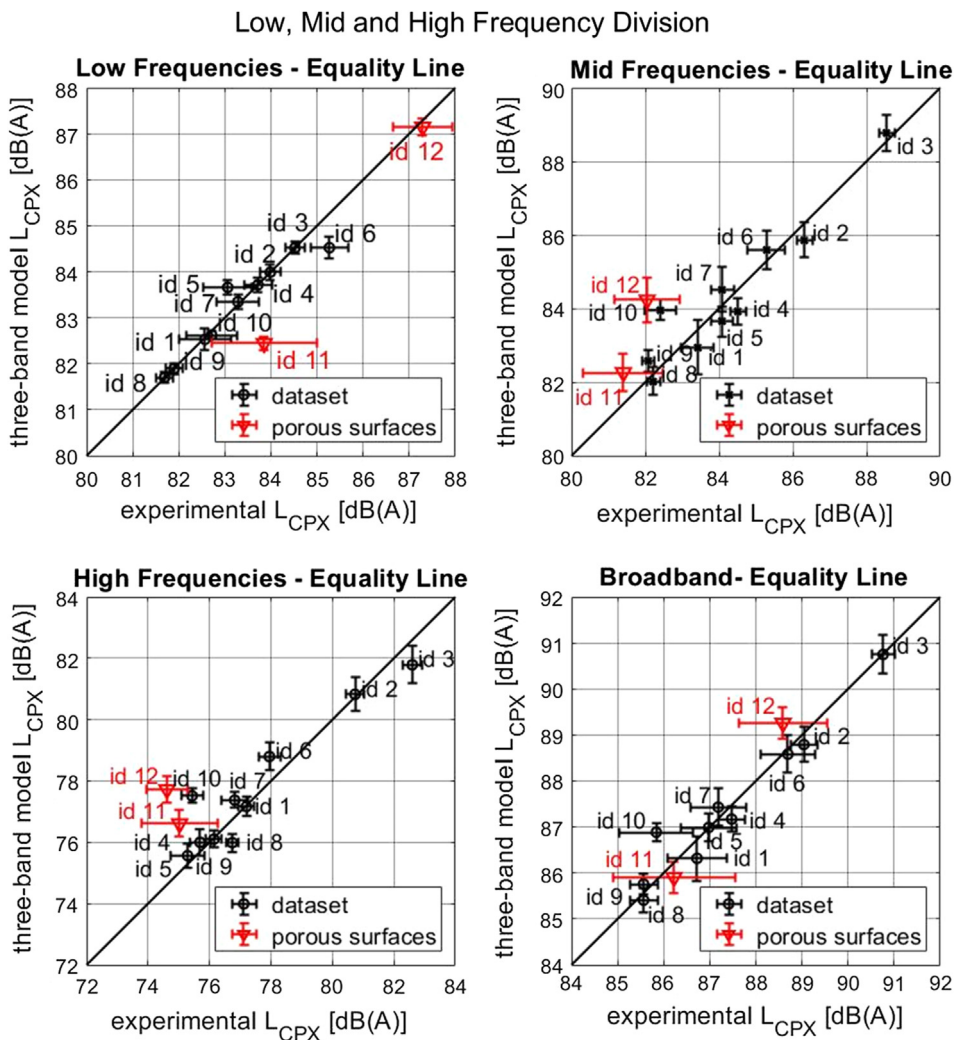 Low, Mid and High Frequency Division
Low Frequencies - Equality Line
three-band model L_CPX [dB(A)]
88
87
86
85
84
83
82
81
80
id 12
id 3
id 6
id 2
id 5
id 4
id 7
id 10
id 1
id 11
id 9
id 8
dataset
porous surfaces
80 81 82 83 84 85 86 87 88
experimental L_CPX [dB(A)]
Mid Frequencies - Equality Line
three-band model L_CPX [dB(A)]
90
88
86
84
82
80
id 3
id 6
id 2
id 7
id 12
id 10
id 4
id 5
id 9
id 1
id 8
id 11
dataset
porous surfaces
80 82 84 86 88 90
experimental L_CPX [dB(A)]
High Frequencies - Equality Line
three-band model L_CPX [dB(A)]
84
82
80
78
76
74
72
id 3
id 2
id 6
id 12
id 10
id 7
id 1
id 11
id 4
id 8
id 5
id 9
dataset
porous surfaces
72 74 76 78 80 82 84
experimental L_CPX [dB(A)]
Broadband- Equality Line
three-band model L_CPX [dB(A)]
92
91
90
89
88
87
86
85
84
id 3
id 12
id 2
id 6
id 7
id 10
id 4
id 5
id 11
id 1
id 9
id 8
dataset
porous surfaces
84 85 86 87 88 89 90 91 92
experimental L_CPX [dB(A)]